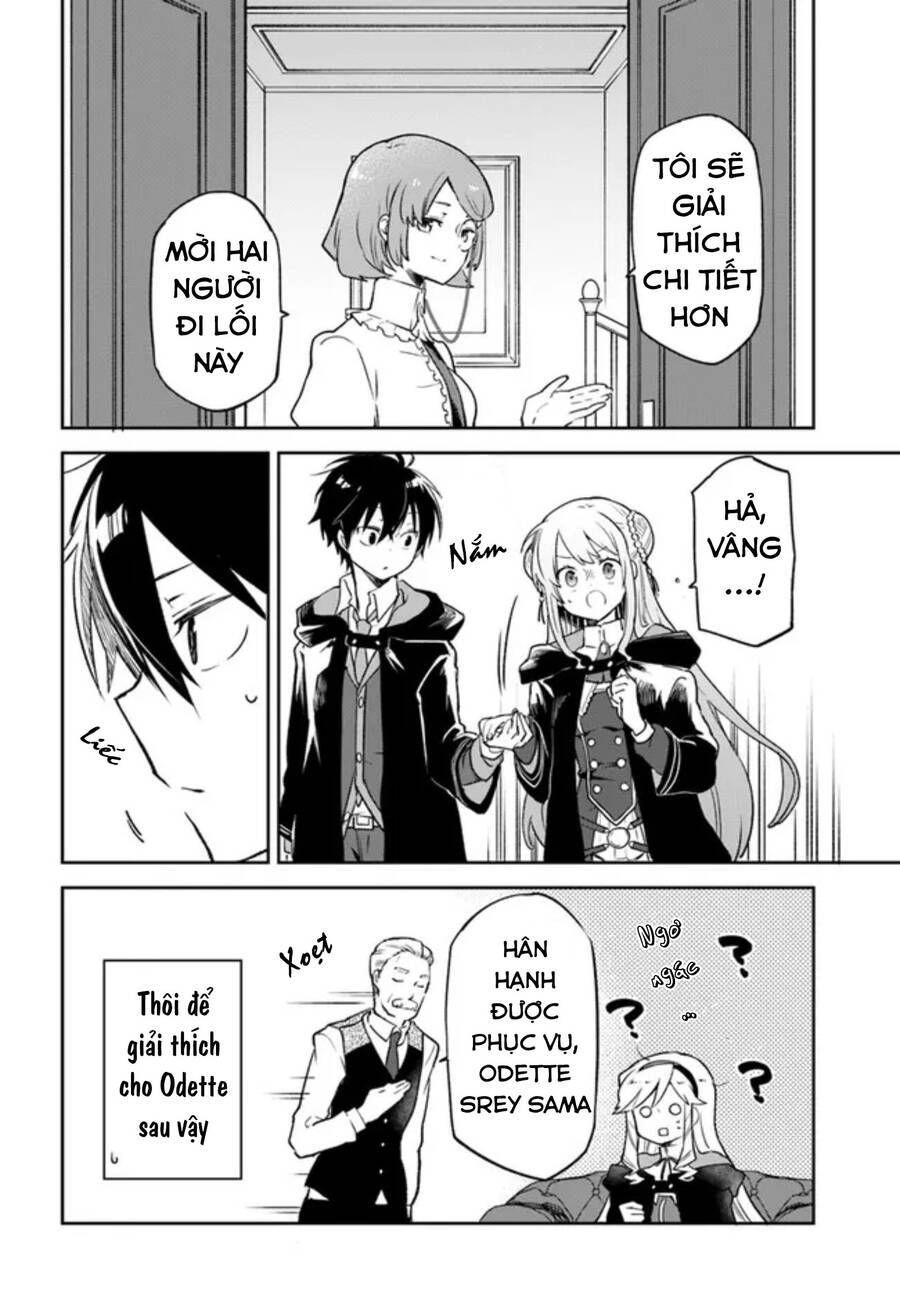 TÔI SẼ
GIẢI
THÍCH
CHI TIẾT
HƠN
MỜI HAI
NGƯỜI
ĐI LỐI
NÀY
HẢ,
VÂNG
...!
Nắm
Liếc
Ngơ
ngác
...
?
?
?
HÂN
HẠNH
ĐƯỢC
PHỤC VỤ,
ODETTE
SREY SAMA
Xoẹt
Thôi để
giải thích
cho Odette
sau vậy